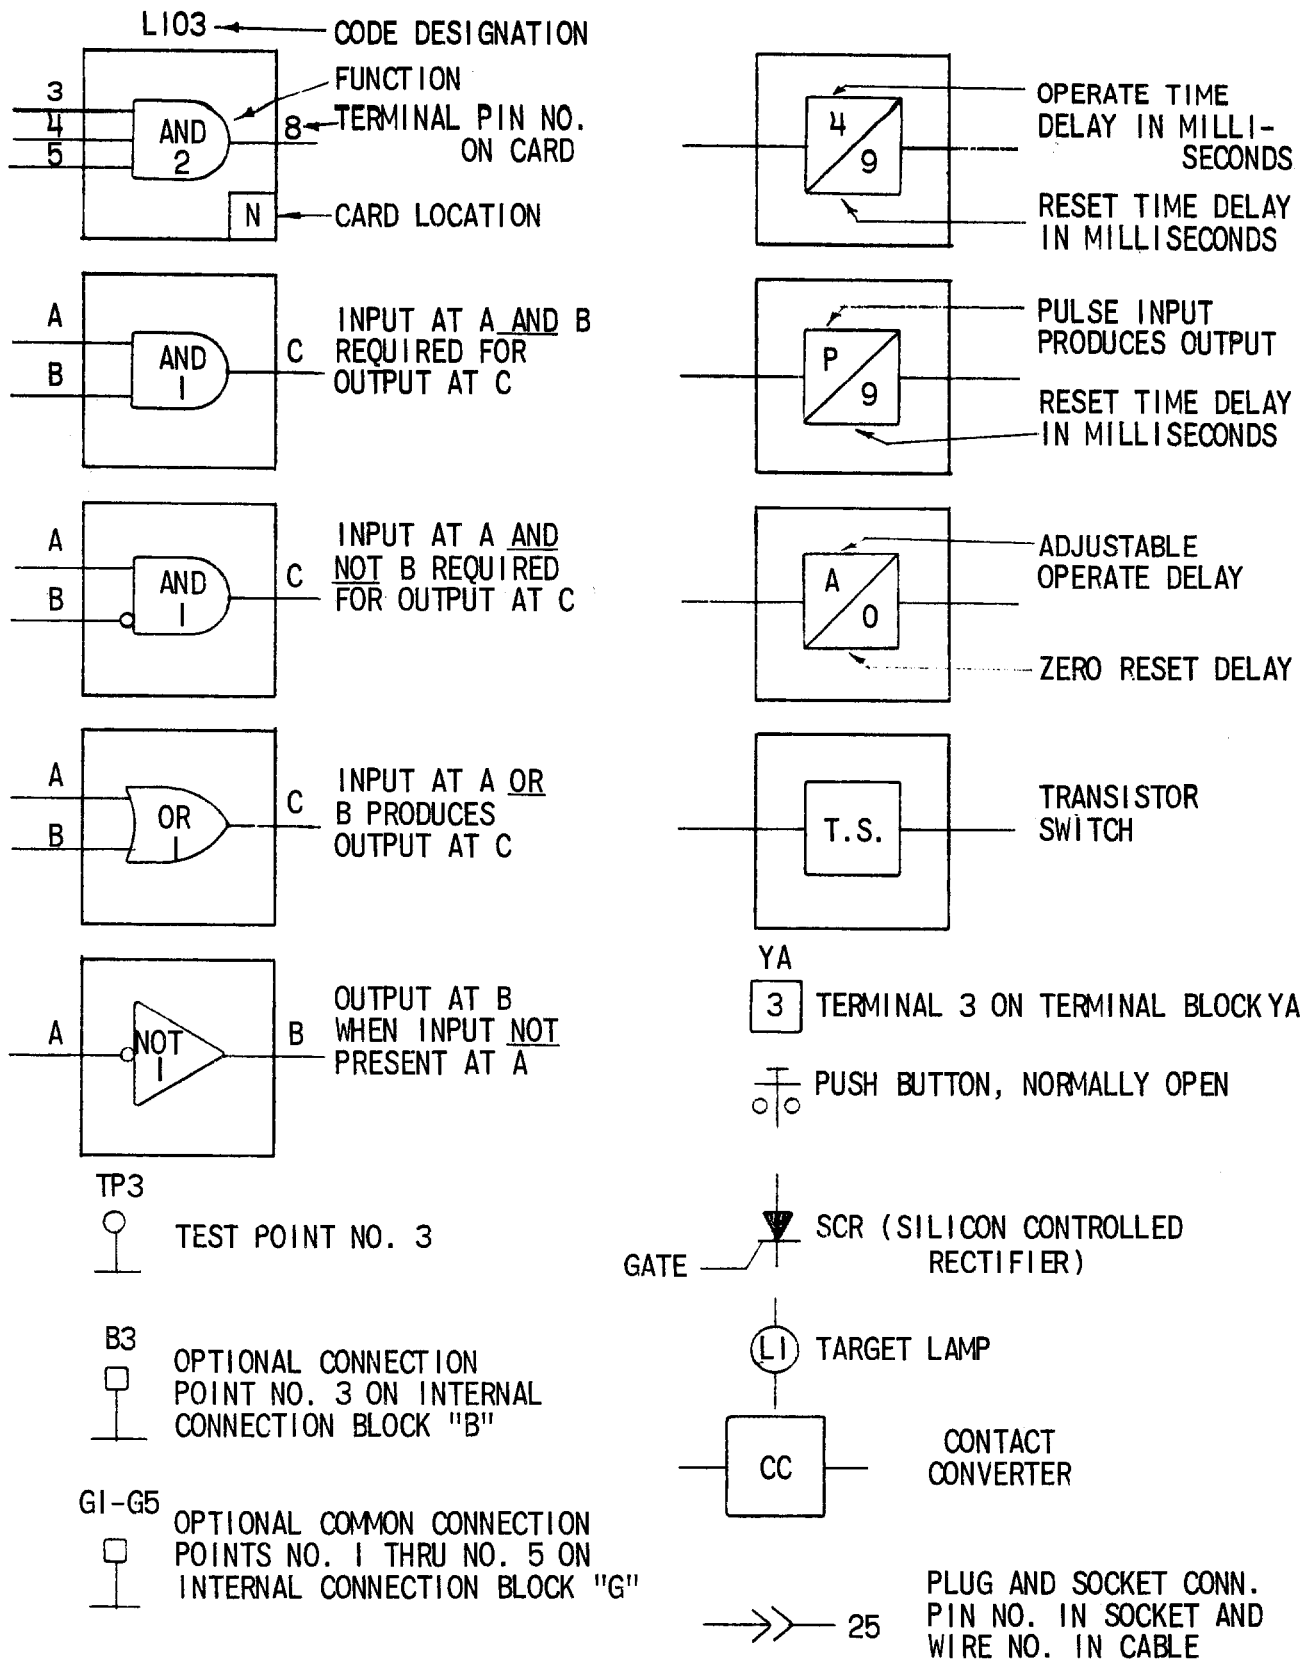 L103
CODE DESIGNATION
FUNCTION
3
4
5
AND
2
8
TERMINAL PIN NO.
ON CARD
N
CARD LOCATION
A
B
AND
1
C
INPUT AT A AND B
REQUIRED FOR
OUTPUT AT C
A
B
AND
1
C
INPUT AT A AND
NOT B REQUIRED
FOR OUTPUT AT C
A
B
OR
1
C
INPUT AT A OR
B PRODUCES
OUTPUT AT C
A
NOT
1
B
OUTPUT AT B
WHEN INPUT NOT
PRESENT AT A
TP3
TEST POINT NO. 3
B3
OPTIONAL CONNECTION
POINT NO. 3 ON INTERNAL
CONNECTION BLOCK "B"
G1-G5
OPTIONAL COMMON CONNECTION
POINTS NO. 1 THRU NO. 5 ON
INTERNAL CONNECTION BLOCK "G"
4
9
OPERATE TIME
DELAY IN MILLI-
SECONDS
RESET TIME DELAY
IN MILLISECONDS
P
9
PULSE INPUT
PRODUCES OUTPUT
RESET TIME DELAY
IN MILLISECONDS
A
0
ADJUSTABLE
OPERATE DELAY
ZERO RESET DELAY
T.S.
TRANSISTOR
SWITCH
YA
3
TERMINAL 3 ON TERMINAL BLOCK YA
PUSH BUTTON, NORMALLY OPEN
GATE
SCR (SILICON CONTROLLED
RECTIFIER)
L1
TARGET LAMP
CC
CONTACT
CONVERTER
25
PLUG AND SOCKET CONN.
PIN NO. IN SOCKET AND
WIRE NO. IN CABLE